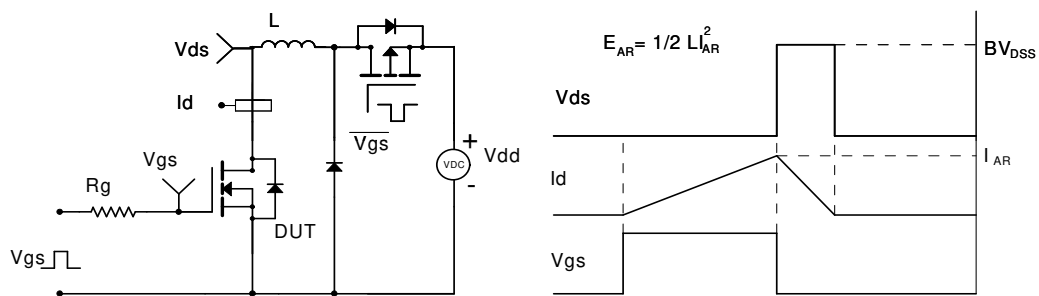 L
Vds
Id
Vgs
Vgs
Rg
DUT
Vgs
VDC
+
-
Vdd
E_AR = 1/2 LI_AR^2
Vds
BV_DSS
Id
I_AR
Vgs